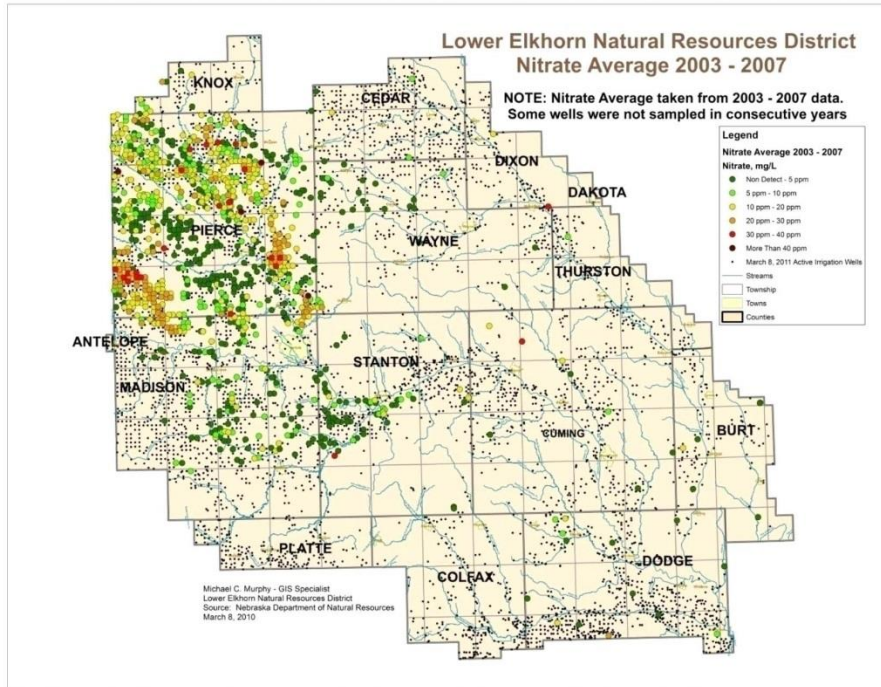 Lower Elkhorn Natural Resources District
Nitrate Average 2003 - 2007
NOTE: Nitrate Average taken from 2003 - 2007 data.
Some wells were not sampled in consecutive years
KNOX
CEDAR
DIXON
DAKOTA
PIERCE
WAYNE
THURSTON
ANTELOPE
STANTON
MADISON
CUMING
BURT
PLATTE
COLFAX
DODGE
Legend
Nitrate Average 2003 - 2007
Nitrate, mg/L
Non Detect - 5 ppm
5 ppm - 10 ppm
10 ppm - 20 ppm
20 ppm - 30 ppm
30 ppm - 40 ppm
More Than 40 ppm
March 8, 2011 Active Irrigation Wells
Streams
Township
Towns
Counties
Michael C. Murphy - GIS Specialist
Lower Elkhorn Natural Resources District
Source: Nebraska Department of Natural Resources
March 8, 2010